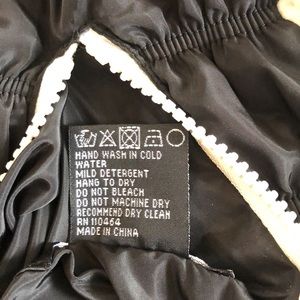 HAND WASH IN COLD
WATER
MILD DETERGENT
HANG TO DRY
DO NOT BLEACH
DO NOT MACHINE DRY
RECOMMEND DRY CLEAN
RN 110464
MADE IN CHINA